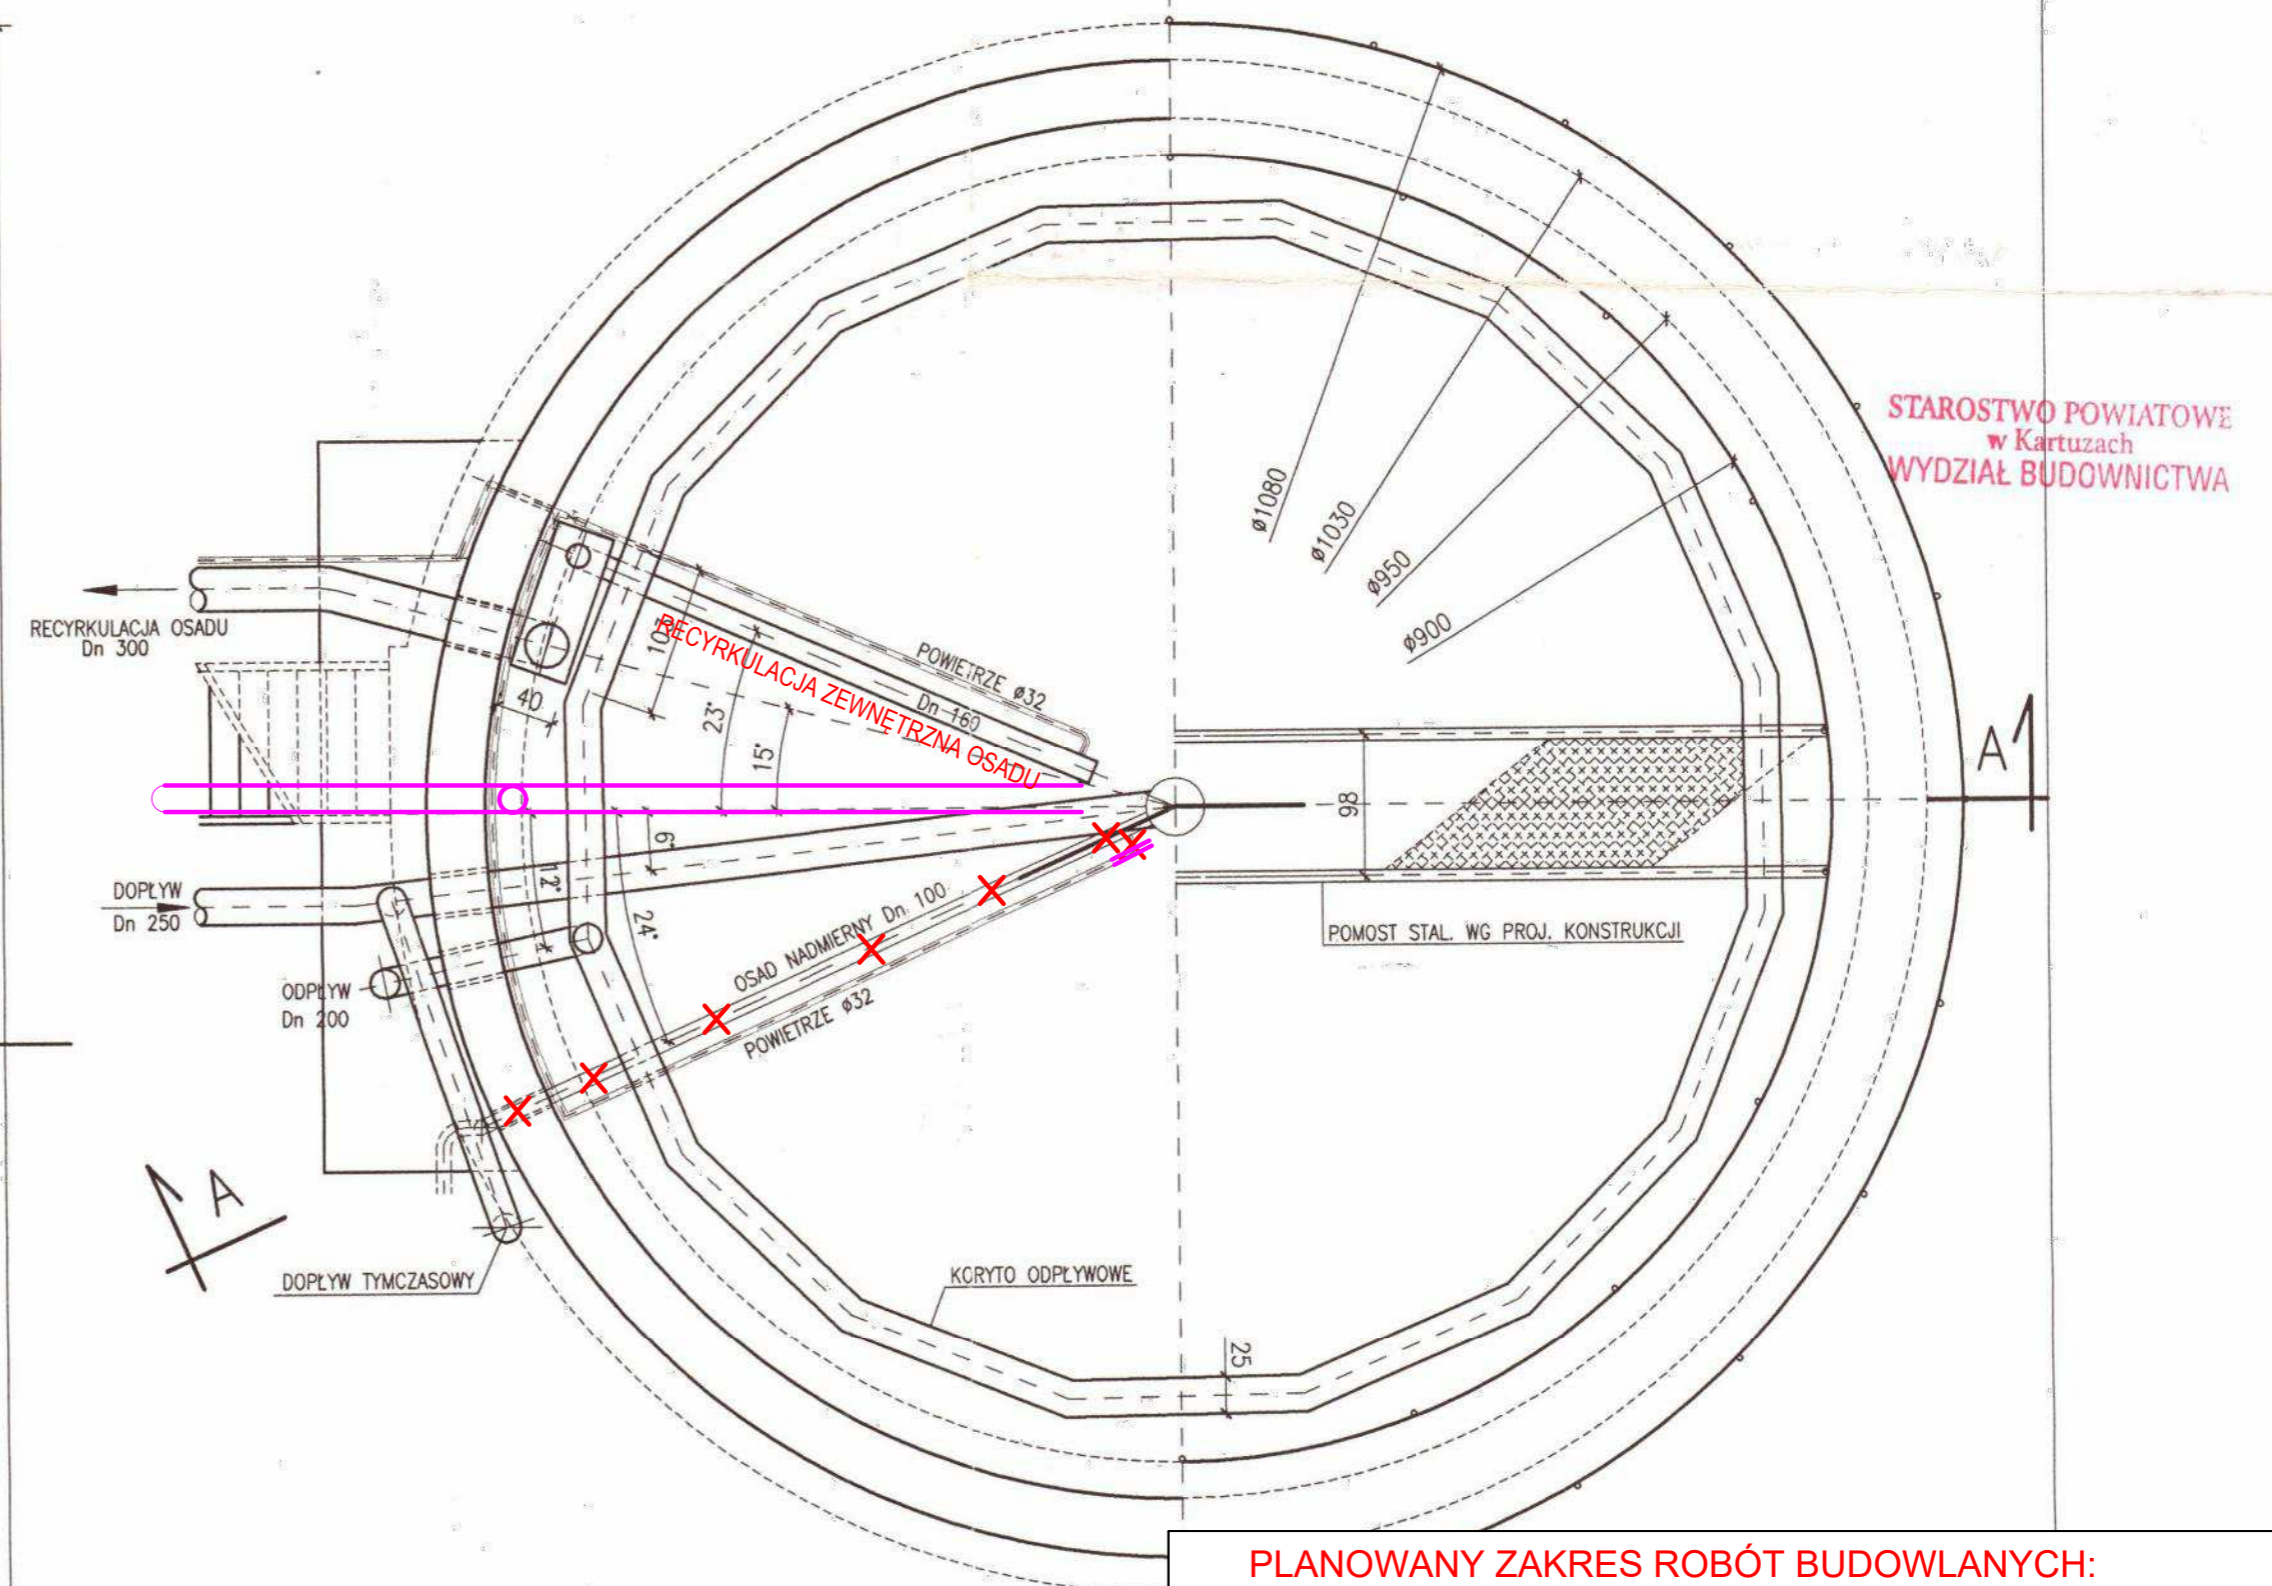 ø1080
ø1030
ø950
ø900
STAROSTWO POWIATOWE
w Kartuzach
WYDZIAŁ BUDOWNICTWA
RECYRKULACJA OSADU
Dn 300
40
23°
15°
RECYRKULACJA ZEWNĘTRZNA OSADU
POWIETRZE ø32
Dn 160
A
98
6°
12°
24°
DOPŁYW
Dn 250
ODPŁYW
Dn 200
OSAD NADMIERNY Dn 100
POWIETRZE ø32
POMOST STAL. WG PROJ. KONSTRUKCJI
A
DOPŁYW TYMCZASOWY
KORYTO ODPŁYWOWE
25
PLANOWANY ZAKRES ROBÓT BUDOWLANYCH: